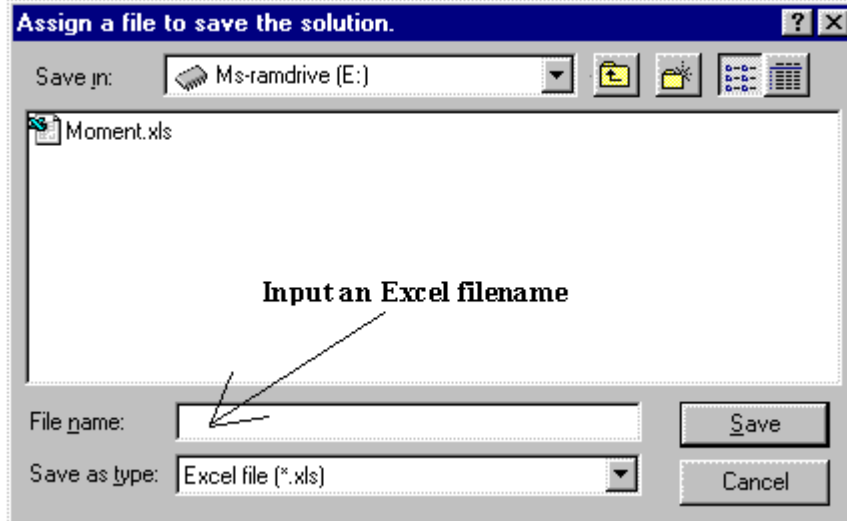 Assign a file to save the solution.
Save in: Ms-ramdrive (E:)
Moment.xls
Input an Excel filename
File name: Save
Save as type: Excel file (*.xls) Cancel